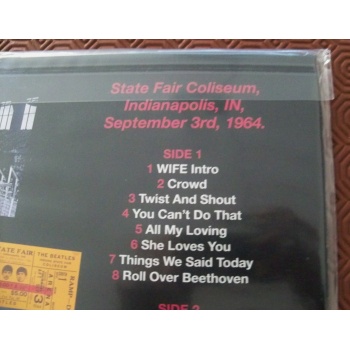 State Fair Coliseum,
Indianapolis, IN,
September 3rd, 1964.
SIDE 1
1 WIFE Intro
2 Crowd
3 Twist And Shout
4 You Can't Do That
5 All My Loving
6 She Loves You
7 Things We Said Today
8 Roll Over Beethoven
SIDE 2
STATE FAIR
THE BEATLES